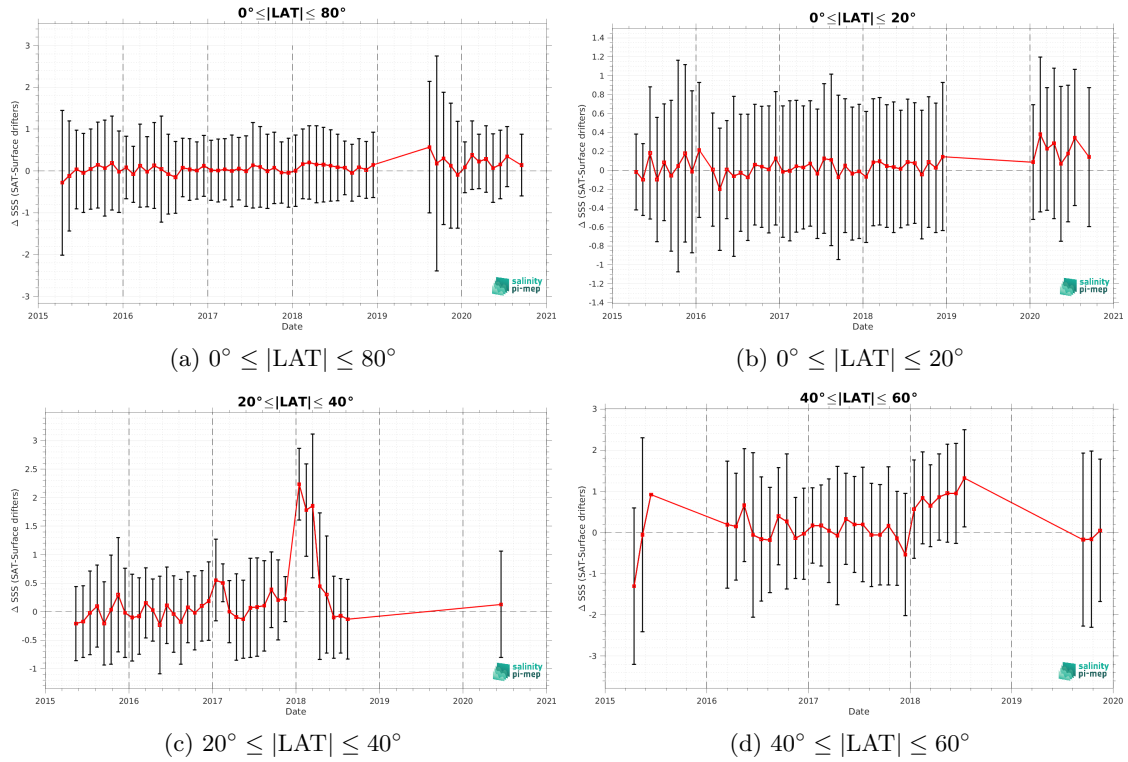 0°≤|LAT|≤ 80°
Δ SSS (SAT-Surface drifters)
3
2
1
0
-1
-2
-3
2015 2016 2017 2018 2019 2020 2021
Date
salinity
pi-mep
(a) 0° ≤ |LAT| ≤ 80°
0°≤|LAT|≤ 20°
Δ SSS (SAT-Surface drifters)
1.4
1.2
1
0.8
0.6
0.4
0.2
0
-0.2
-0.4
-0.6
-0.8
-1
-1.2
-1.4
2015 2016 2017 2018 2019 2020 2021
Date
salinity
pi-mep
(b) 0° ≤ |LAT| ≤ 20°
20°≤|LAT|≤ 40°
Δ SSS (SAT-Surface drifters)
3
2.5
2
1.5
1
0.5
0
-0.5
-1
2015 2016 2017 2018 2019 2020 2021
Date
salinity
pi-mep
(c) 20° ≤ |LAT| ≤ 40°
40°≤|LAT|≤ 60°
Δ SSS (SAT-Surface drifters)
3
2
1
0
-1
-2
-3
2015 2016 2017 2018 2019 2020
Date
salinity
pi-mep
(d) 40° ≤ |LAT| ≤ 60°